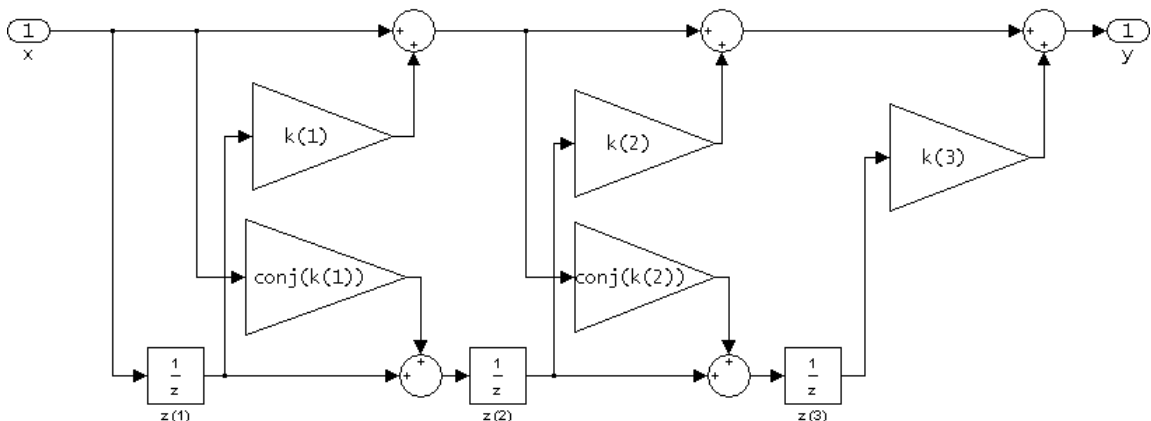 1
x
+
+
+
+
+
+
1
y
k(1)
k(2)
k(3)
conj(k(1))
conj(k(2))
+
+
+
+
1
z
z(1)
1
z
z(2)
1
z
z(3)